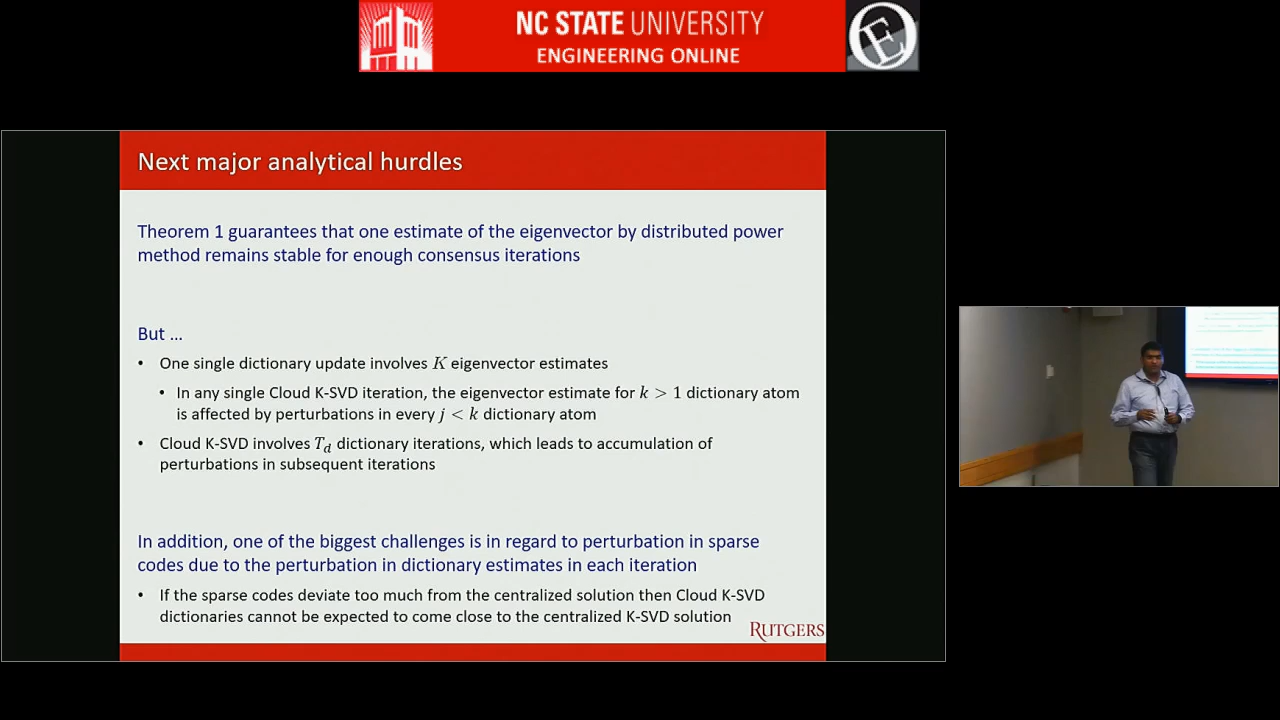 NC STATE UNIVERSITY
ENGINEERING ONLINE
Next major analytical hurdles
Theorem 1 guarantees that one estimate of the eigenvector by distributed power
method remains stable for enough consensus iterations
But ...
• One single dictionary update involves K eigenvector estimates
• In any single Cloud K-SVD iteration, the eigenvector estimate for k > 1 dictionary atom
is affected by perturbations in every j < k dictionary atom
• Cloud K-SVD involves T_d dictionary iterations, which leads to accumulation of
perturbations in subsequent iterations
In addition, one of the biggest challenges is in regard to perturbation in sparse
codes due to the perturbation in dictionary estimates in each iteration
• If the sparse codes deviate too much from the centralized solution then Cloud K-SVD
dictionaries cannot be expected to come close to the centralized K-SVD solution
RUTGERS